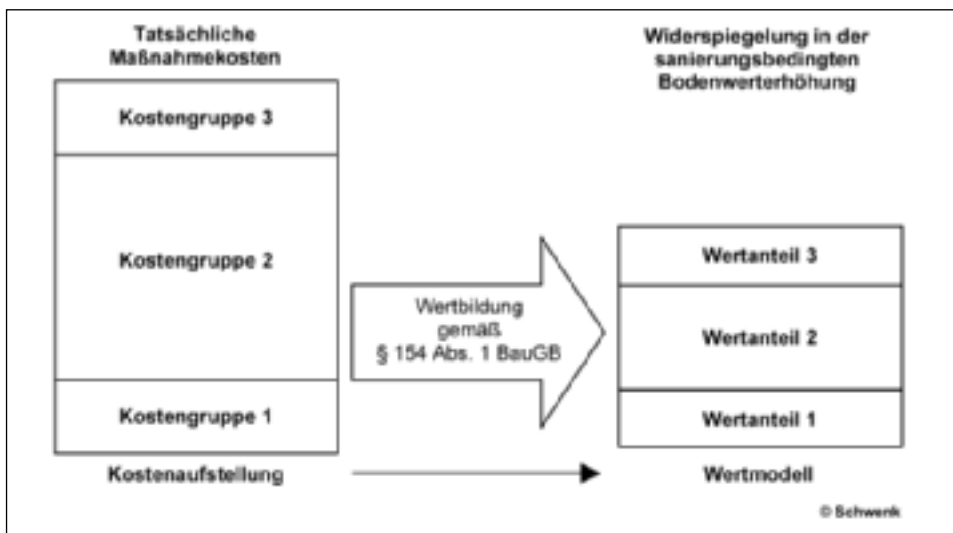 Tatsächliche
Maßnahmekosten
Kostengruppe 3
Kostengruppe 2
Kostengruppe 1
Kostenaufstellung
Wertbildung
gemäß
§ 154 Abs. 1 BauGB
Widerspiegelung in der
sanierungsbedingten
Bodenwerterhöhung
Wertanteil 3
Wertanteil 2
Wertanteil 1
Wertmodell
© Schwenk